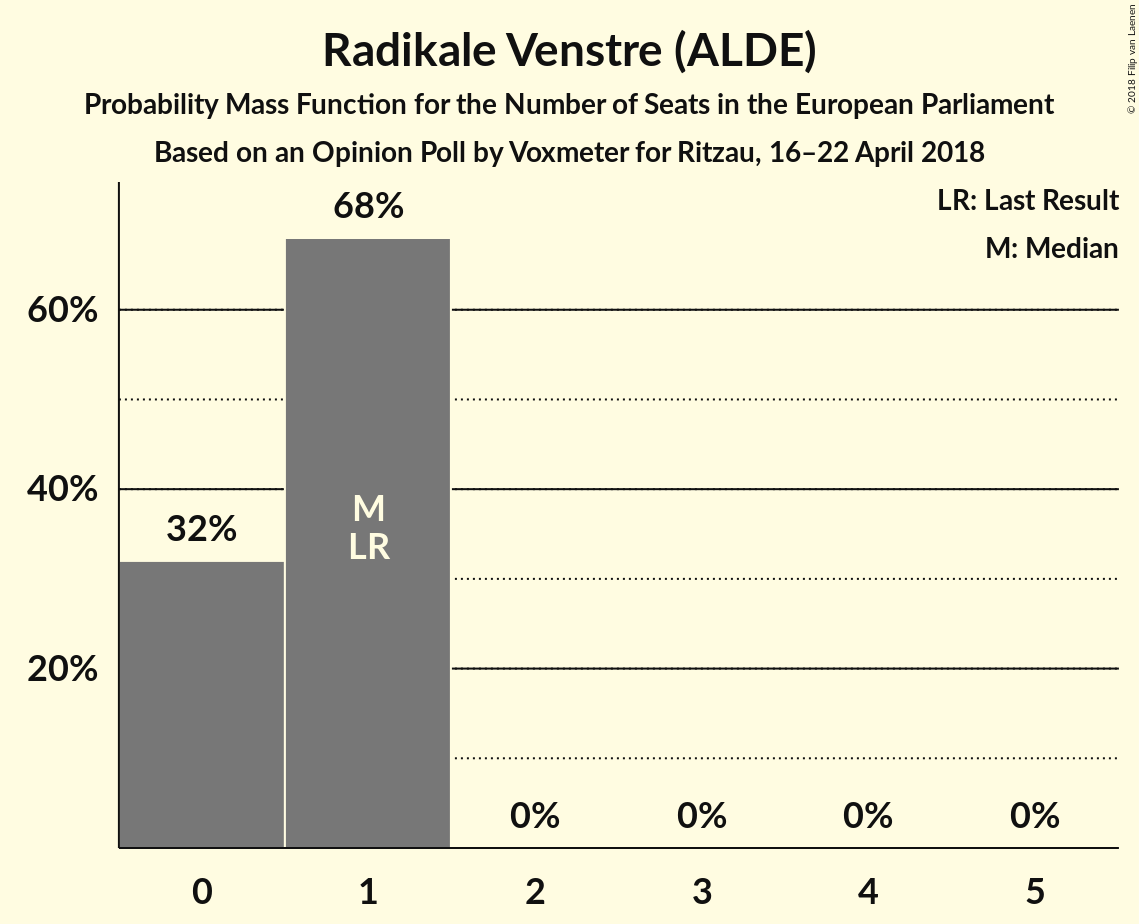 Radikale Venstre (ALDE)
Probability Mass Function for the Number of Seats in the European Parliament
Based on an Opinion Poll by Voxmeter for Ritzau, 16–22 April 2018
© 2018 Filip van Laenen
LR: Last Result
M: Median
68%
60%
40%
32%
M
LR
20%
0% 0% 0% 0%
0 1 2 3 4 5